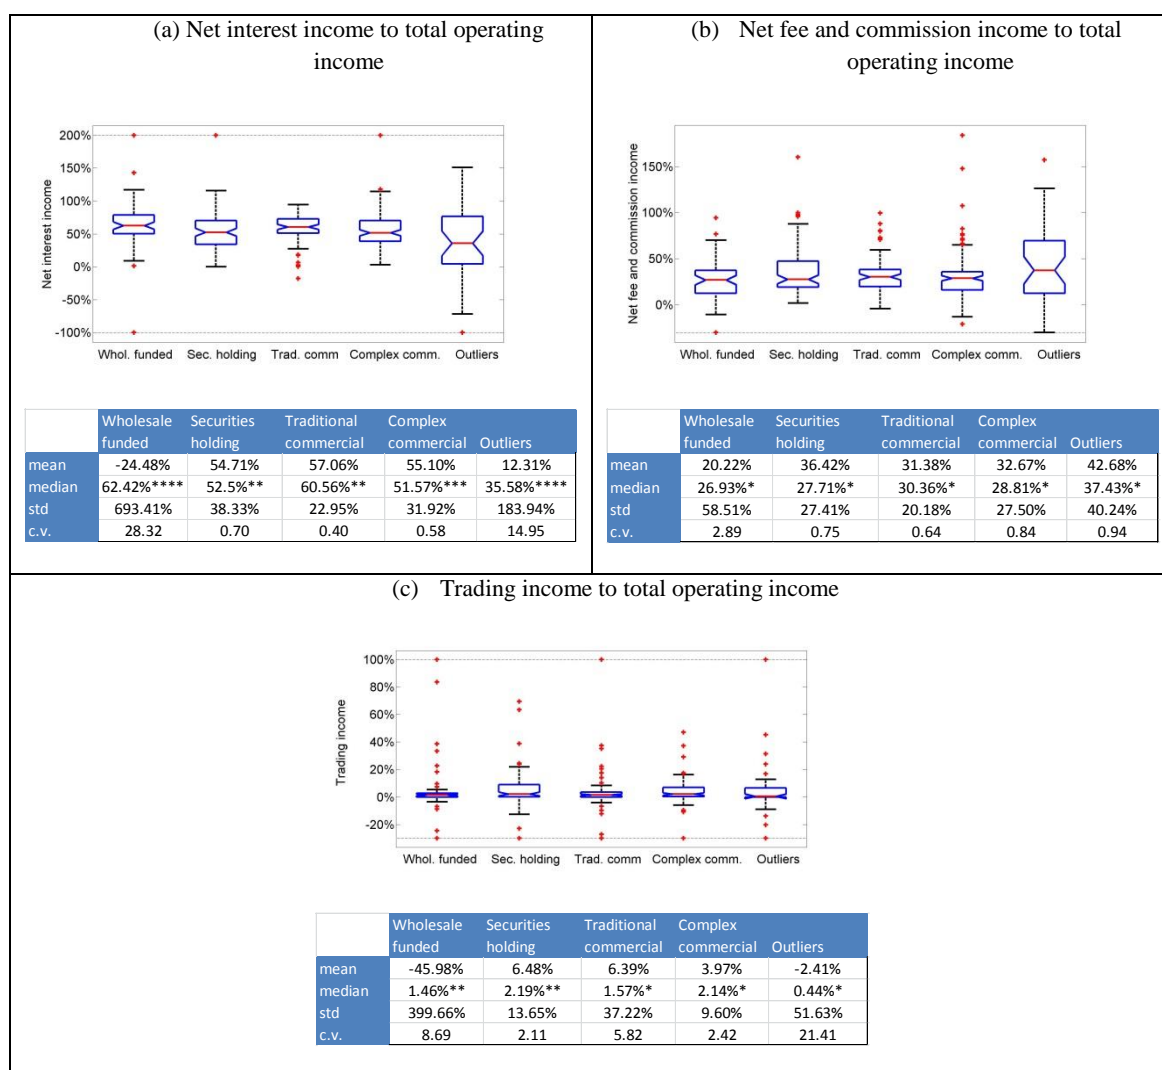 (a) Net interest income to total operating
income
200%
150%
100%
50%
0%
-50%
-100%
Net interest income
Whol. funded Sec. holding Trad. comm Complex comm. Outliers
Wholesale Securities Traditional Complex
funded holding commercial commercial Outliers
mean -24.48% 54.71% 57.06% 55.10% 12.31%
median 62.42%**** 52.5%** 60.56%** 51.57%*** 35.58%****
std 693.41% 38.33% 22.95% 31.92% 183.94%
c.v. 28.32 0.70 0.40 0.58 14.95
(b) Net fee and commission income to total
operating income
150%
100%
50%
0%
Net fee and commission income
Whol. funded Sec. holding Trad. comm Complex comm. Outliers
Wholesale Securities Traditional Complex
funded holding commercial commercial Outliers
mean 20.22% 36.42% 31.38% 32.67% 42.68%
median 26.93%* 27.71%* 30.36%* 28.81%* 37.43%*
std 58.51% 27.41% 20.18% 27.50% 40.24%
c.v. 2.89 0.75 0.64 0.84 0.94
(c) Trading income to total operating income
100%
80%
60%
40%
20%
0%
-20%
Trading income
Whol. funded Sec. holding Trad. comm Complex comm. Outliers
Wholesale Securities Traditional Complex
funded holding commercial commercial Outliers
mean -45.98% 6.48% 6.39% 3.97% -2.41%
median 1.46%** 2.19%** 1.57%* 2.14%* 0.44%*
std 399.66% 13.65% 37.22% 9.60% 51.63%
c.v. 8.69 2.11 5.82 2.42 21.41